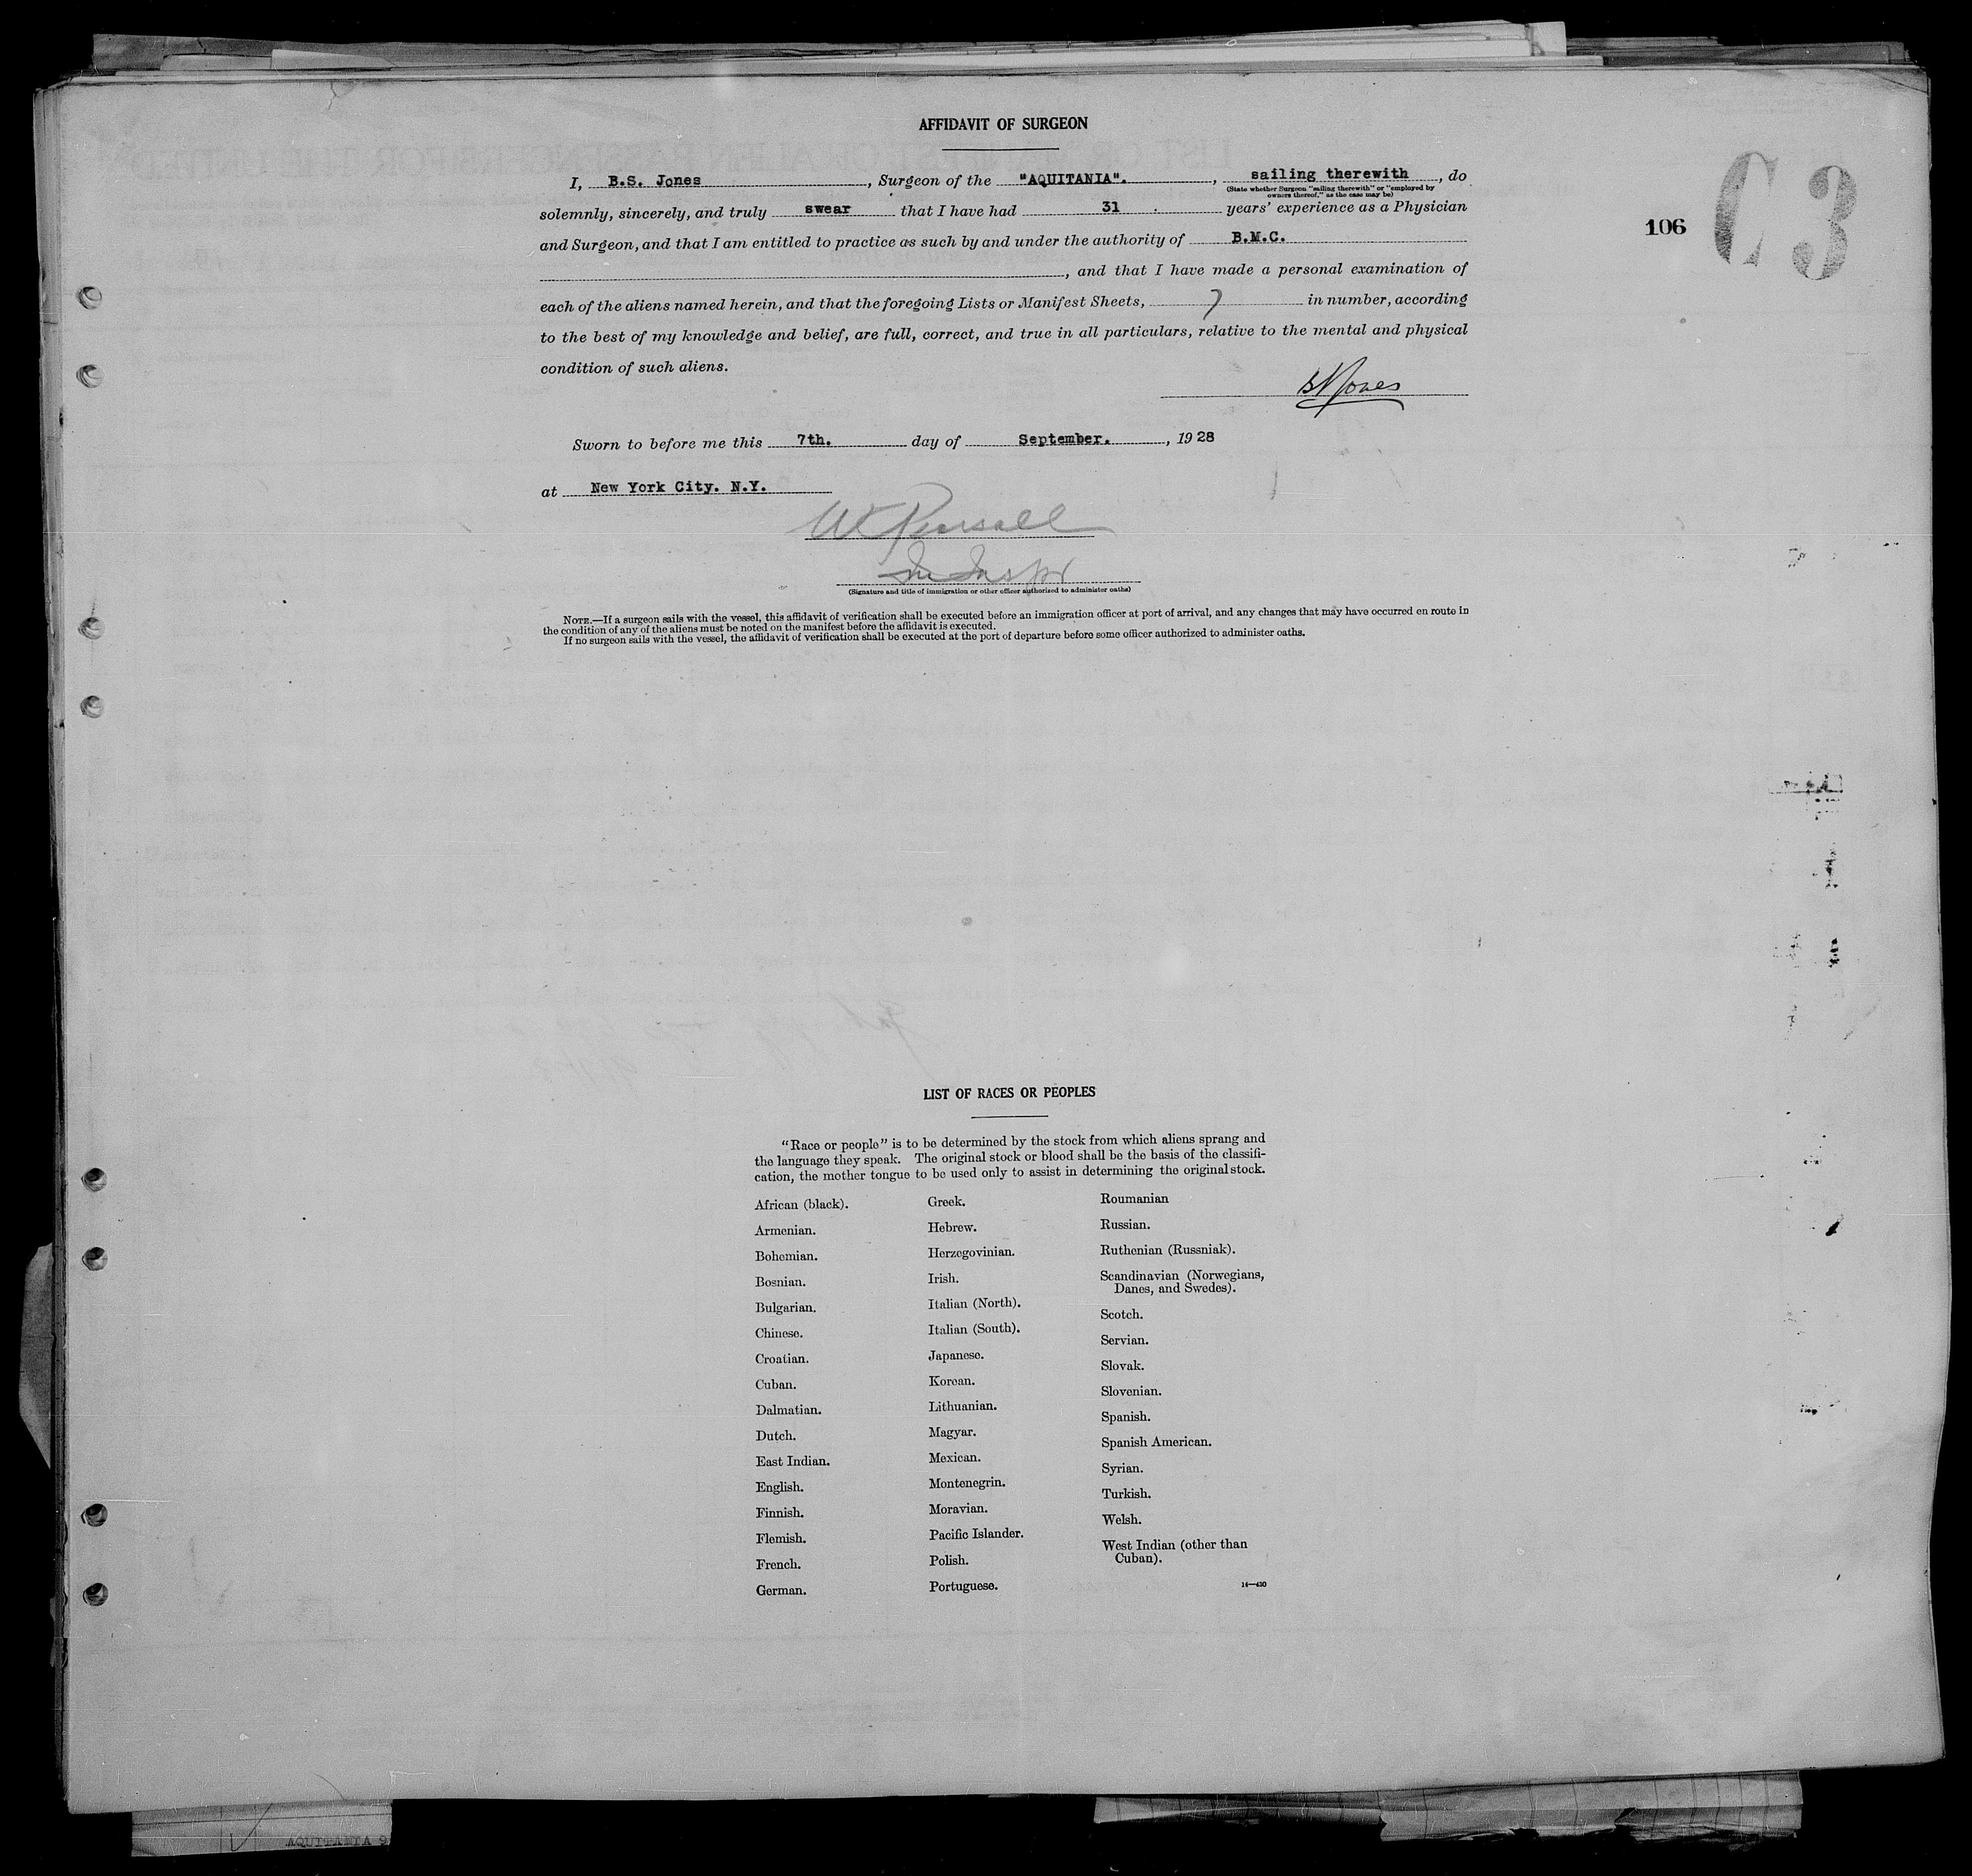 AFFIDAVIT OF SURGEON
I, B.S. Jones, Surgeon of the "AQUITANIA"., sailing therewith, do
(State whether Surgeon "sailing therewith" or "employed by
owners thereof," as the case may be)
solemnly, sincerely, and truly swear that I have had 31 years' experience as a Physician
and Surgeon, and that I am entitled to practice as such by and under the authority of B.M.C.
, and that I have made a personal examination of
each of the aliens named herein, and that the foregoing Lists or Manifest Sheets, 7 in number, according
to the best of my knowledge and belief, are full, correct, and true in all particulars, relative to the mental and physical
condition of such aliens.
BSJones
Sworn to before me this 7th. day of September., 1928
at New York City. N.Y.
(Signature and title of immigration or other officer authorized to administer oaths)
NOTE.—If a surgeon sails with the vessel, this affidavit of verification shall be executed before an immigration officer at port of arrival, and any changes that may have occurred en route in
the condition of any of the aliens must be noted on the manifest before the affidavit is executed.
If no surgeon sails with the vessel, the affidavit of verification shall be executed at the port of departure before some officer authorized to administer oaths.
106
C 3
LIST OF RACES OR PEOPLES
"Race or people" is to be determined by the stock from which aliens sprang and
the language they speak. The original stock or blood shall be the basis of the classifi-
cation, the mother tongue to be used only to assist in determining the original stock.
African (black).
Armenian.
Bohemian.
Bosnian.
Bulgarian.
Chinese.
Croatian.
Cuban.
Dalmatian.
Dutch.
East Indian.
English.
Finnish.
Flemish.
French.
German.
Greek.
Hebrew.
Herzegovinian.
Irish.
Italian (North).
Italian (South).
Japanese.
Korean.
Lithuanian.
Magyar.
Mexican.
Montenegrin.
Moravian.
Pacific Islander.
Polish.
Portuguese.
Roumanian
Russian.
Ruthenian (Russniak).
Scandinavian (Norwegians,
Danes, and Swedes).
Scotch.
Servian.
Slovak.
Slovenian.
Spanish.
Spanish American.
Syrian.
Turkish.
Welsh.
West Indian (other than
Cuban).
14—430
AQUITANIA 9